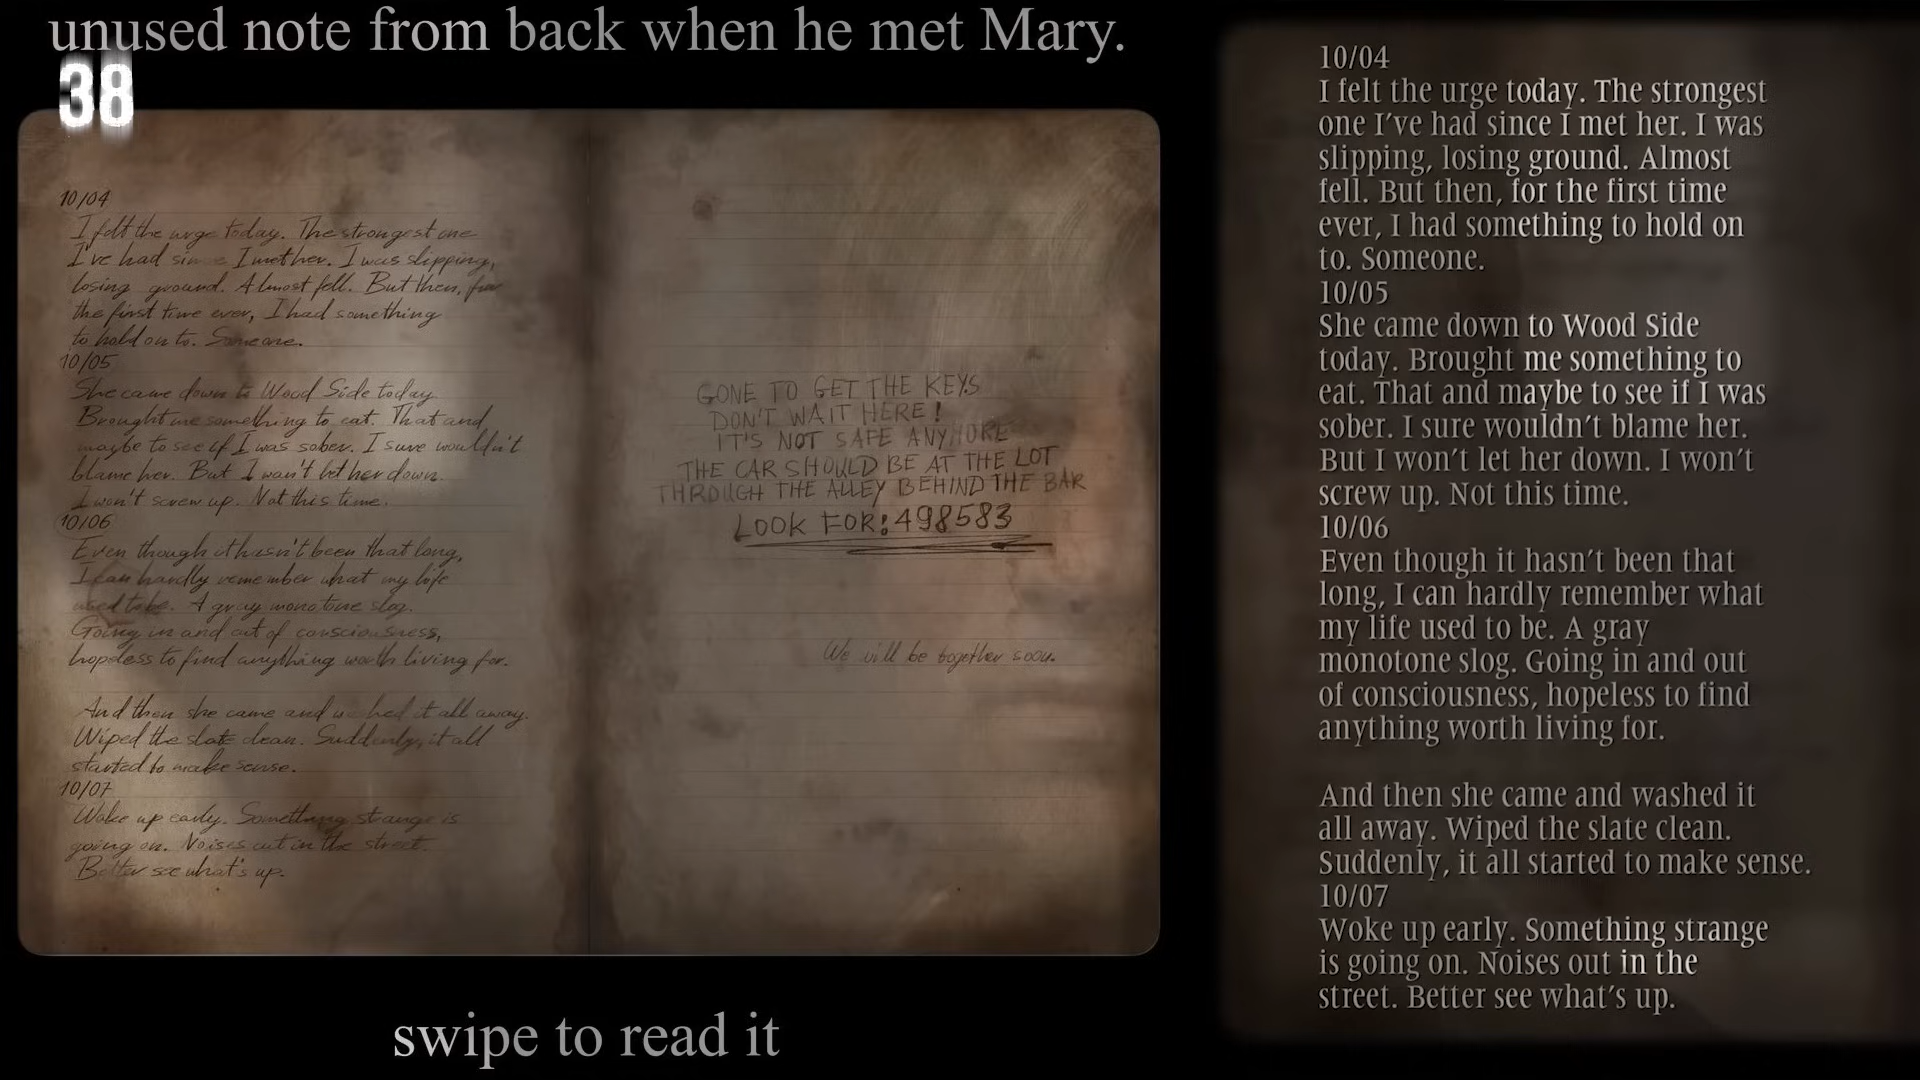 unused note from back when he met Mary.
38
10/04
I felt the urge today. The strongest one
I've had since I met her. I was slipping,
losing ground. Almost fell. But then, for
the first time ever, I had something
to hold on to. Someone.
10/05
She came down to Wood Side today.
Brought me something to eat. That and
maybe to see if I was sober. I sure wouldn't
blame her. But I won't let her down.
I won't screw up. Not this time.
10/06
Even though it hasn't been that long,
I can hardly remember what my life
used to be. A gray monotone slog.
Going in and out of consciousness,
hopeless to find anything worth living for.
And then she came and washed it all away.
Wiped the slate clean. Suddenly, it all
started to make sense.
10/07
Woke up early. Something strange is
going on. Noises out in the street.
Better see what's up.
GONE TO GET THE KEYS
DON'T WAIT HERE!
IT'S NOT SAFE ANYMORE
THE CAR SHOULD BE AT THE LOT
THROUGH THE ALLEY BEHIND THE BAR
LOOK FOR: 498583
We will be together soon.
swipe to read it
10/04
I felt the urge today. The strongest
one I've had since I met her. I was
slipping, losing ground. Almost
fell. But then, for the first time
ever, I had something to hold on
to. Someone.
10/05
She came down to Wood Side
today. Brought me something to
eat. That and maybe to see if I was
sober. I sure wouldn't blame her.
But I won't let her down. I won't
screw up. Not this time.
10/06
Even though it hasn't been that
long, I can hardly remember what
my life used to be. A gray
monotone slog. Going in and out
of consciousness, hopeless to find
anything worth living for.
And then she came and washed it
all away. Wiped the slate clean.
Suddenly, it all started to make sense.
10/07
Woke up early. Something strange
is going on. Noises out in the
street. Better see what's up.